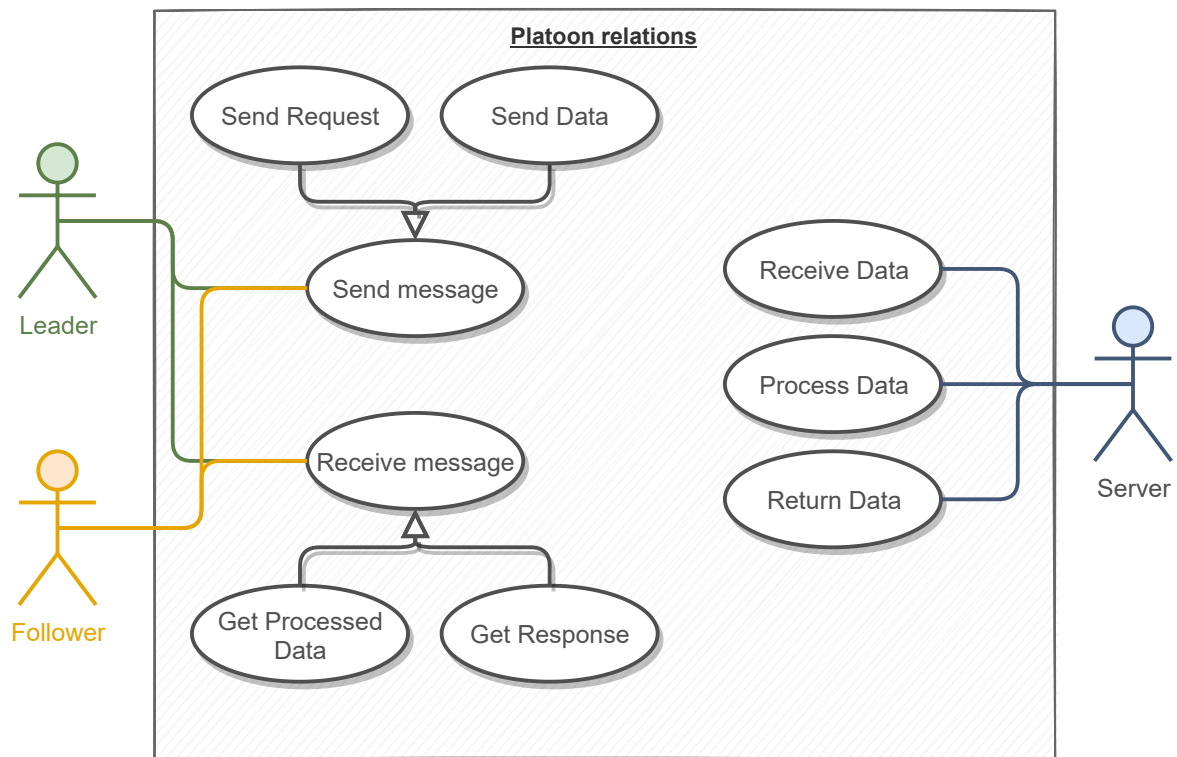 Platoon relations
Send Request
Send Data
Send message
Receive Data
Leader
Process Data
Receive message
Return Data
Server
Get Processed
Data
Get Response
Follower